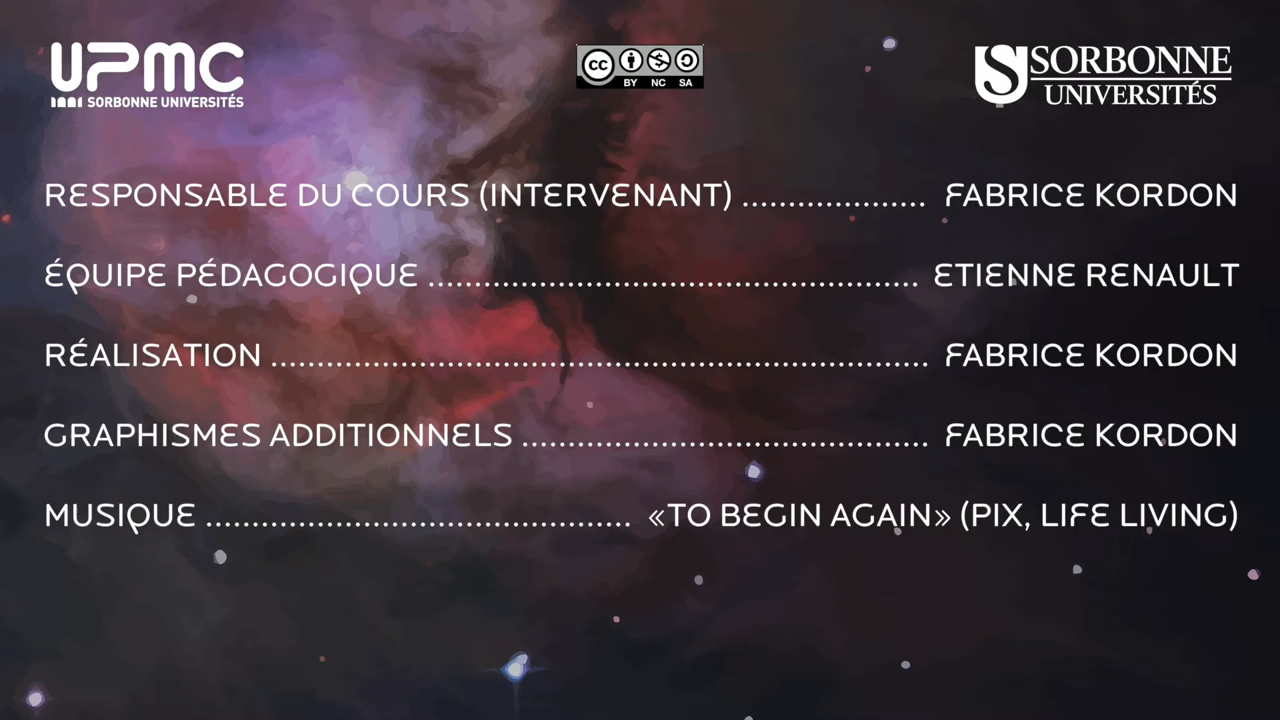 UPMC
SORBONNE UNIVERSITÉS
cc BY NC SA
SORBONNE
UNIVERSITÉS
RESPONSABLE DU COURS (INTERVENANT) .................... FABRICE KORDON
ÉQUIPE PÉDAGOGIQUE .................................................... ETIENNE RENAULT
RÉALISATION ...................................................................... FABRICE KORDON
GRAPHISMES ADDITIONNELS ........................................... FABRICE KORDON
MUSIQUE ............................................. «TO BEGIN AGAIN» (PIX, LIFE LIVING)